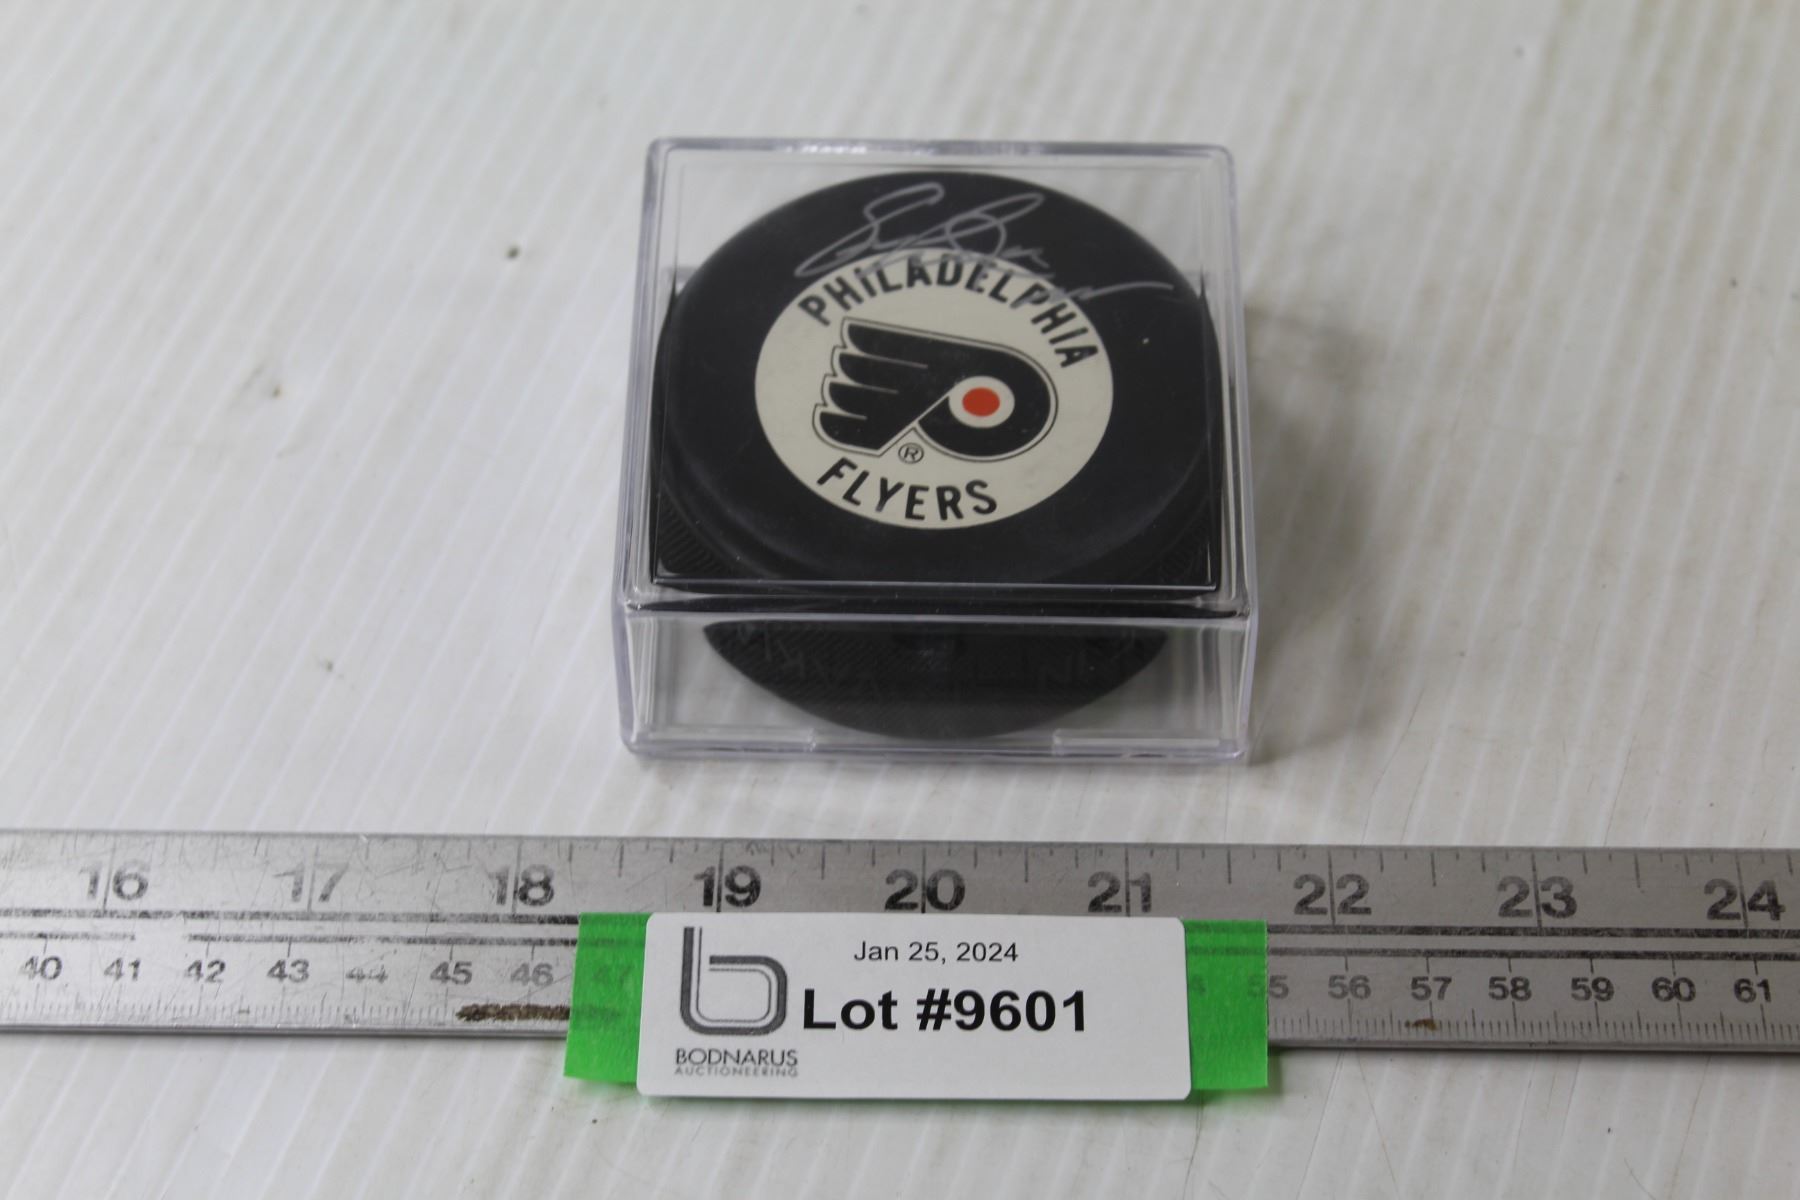 PHILADELPHIA
®
FLYERS
16 17 18 19 20 21 22 23 24
40 41 42 43 44 45 46 47 55 56 57 58 59 60 61
Jan 25, 2024
Lot #9601
BODNARUS
AUCTIONEERING